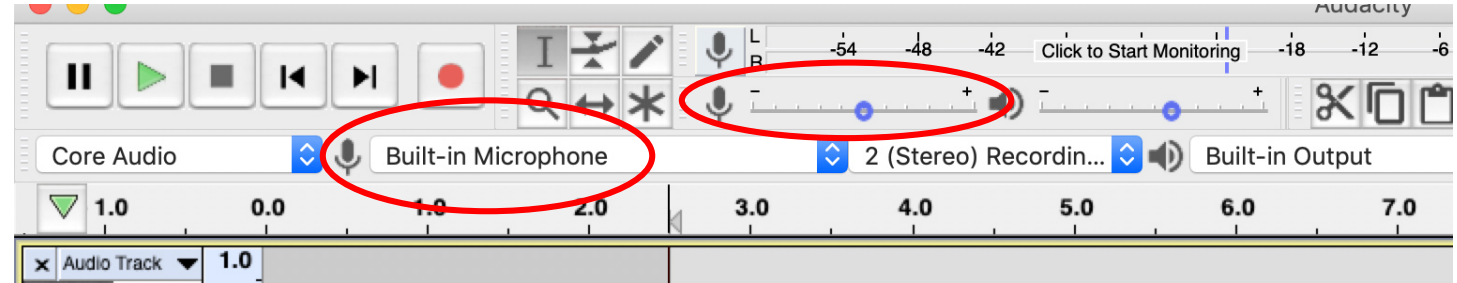 Audacity
L -54 -48 -42 Click to Start Monitoring -18 -12 -6
R
- + - +
Core Audio Built-in Microphone 2 (Stereo) Recordin... Built-in Output
1.0 0.0 1.0 2.0 3.0 4.0 5.0 6.0 7.0
× Audio Track 1.0